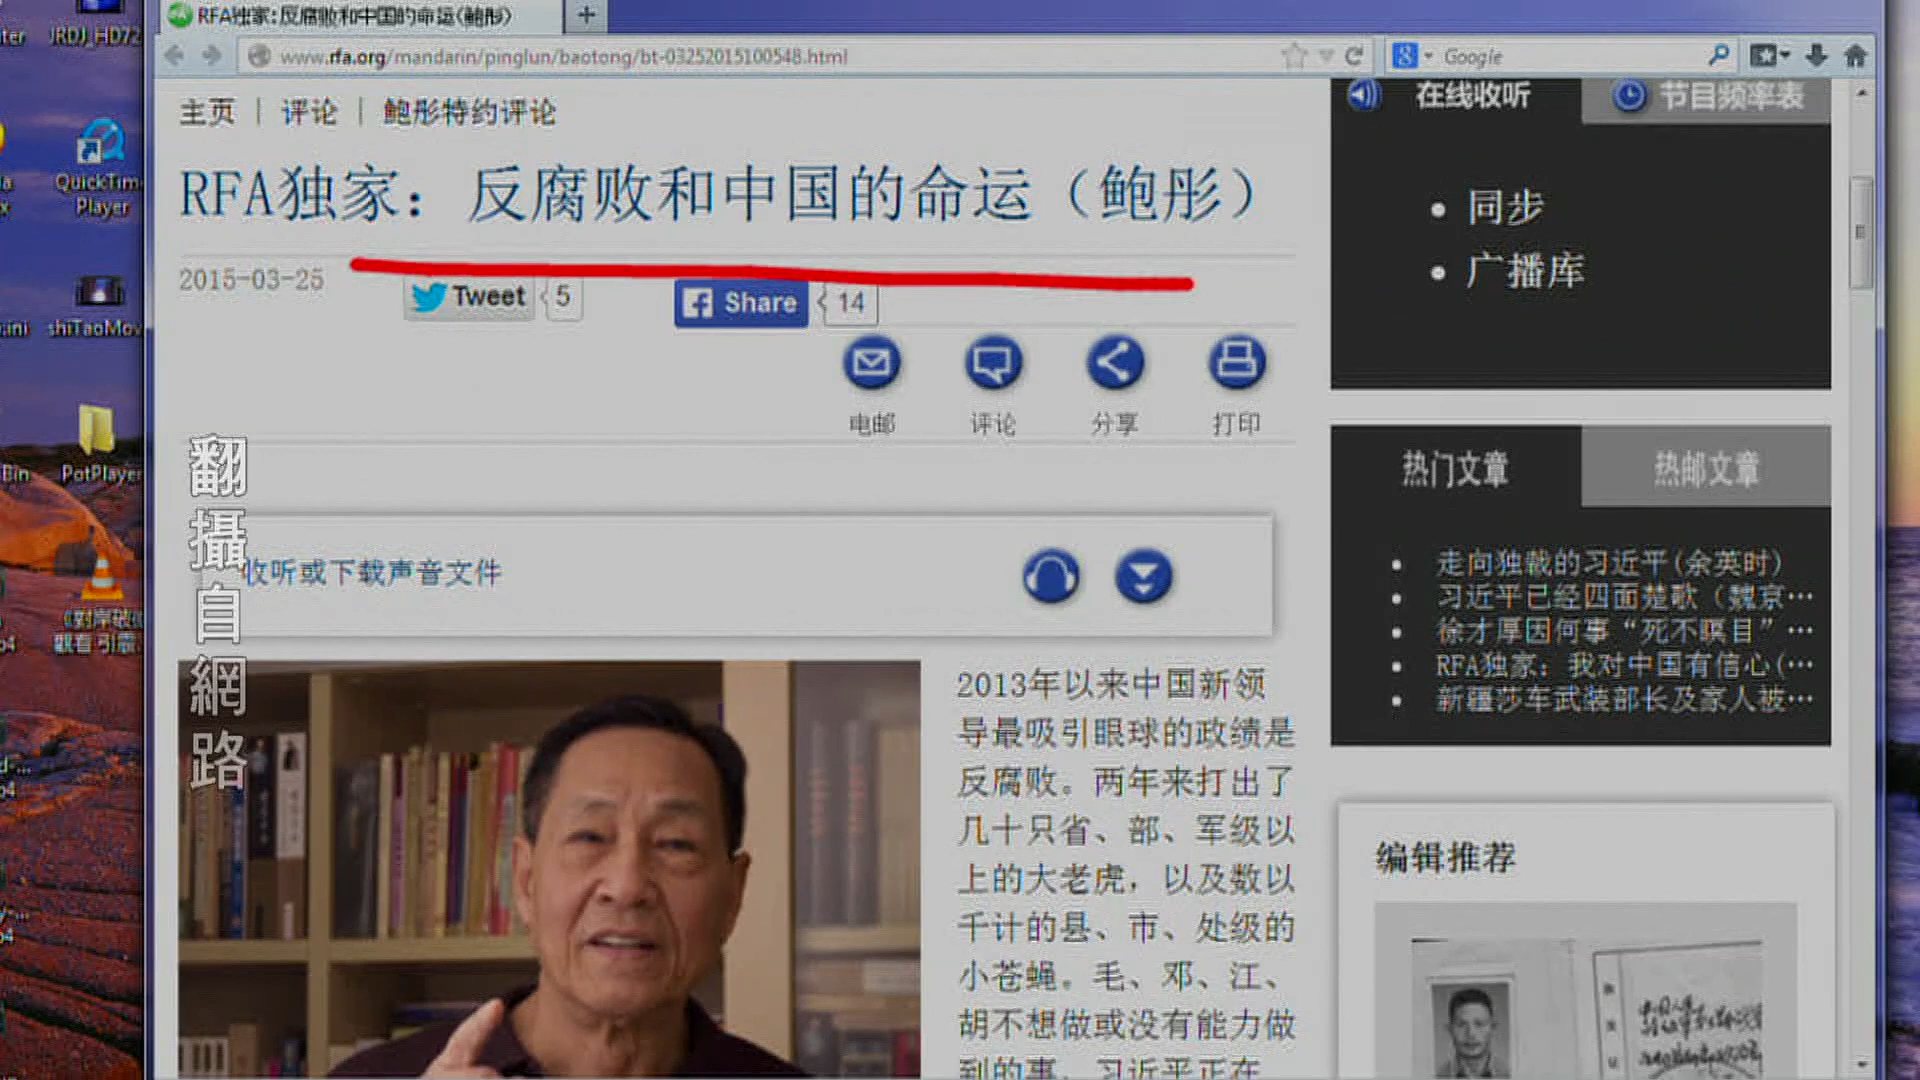 JRDJ_HD72
RFA独家:反腐败和中国的命运(鲍彤)
www.rfa.org/mandarin/pinglun/baotong/bt-03252015100548.html
Google
主页 | 评论 | 鲍彤特约评论
RFA独家：反腐败和中国的命运（鲍彤）
2015-03-25
Tweet 5
Share 14
电邮 评论 分享 打印
收听或下载声音文件
翻攝自網路
2013年以来中国新领
导最吸引眼球的政绩是
反腐败。两年来打出了
几十只省、部、军级以
上的大老虎，以及数以
千计的县、市、处级的
小苍蝇。毛、邓、江、
胡不想做或没有能力做
到的事，习近平正在
在线收听
节目频率表
同步
广播库
热门文章
热邮文章
走向独裁的习近平(余英时)
习近平已经四面楚歌（魏京…
徐才厚因何事“死不瞑目”…
RFA独家：我对中国有信心(…
新疆莎车武装部长及家人被…
编辑推荐
QuickTim
Player
shiTaoMov
Bin
PotPlayer